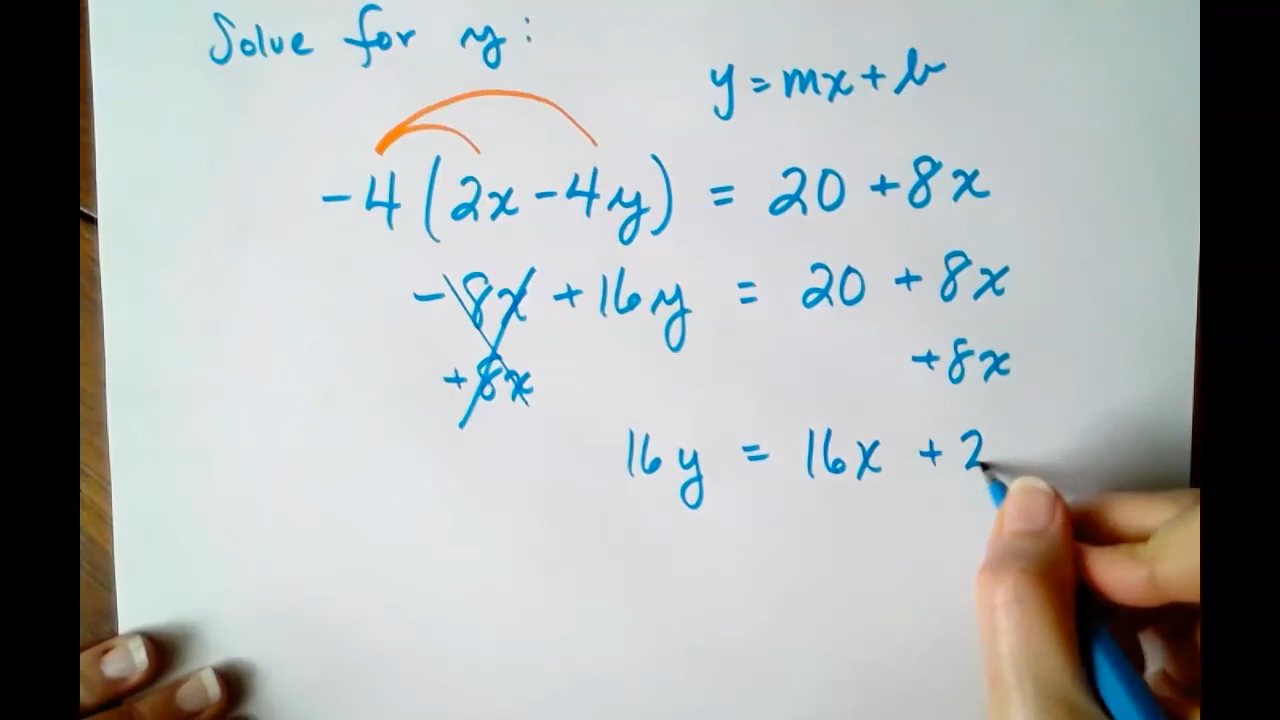 Solve for y:
y = mx + b
-4(2x - 4y) = 20 + 8x
-8x + 16y = 20 + 8x
+8x +8x
16y = 16x + 2